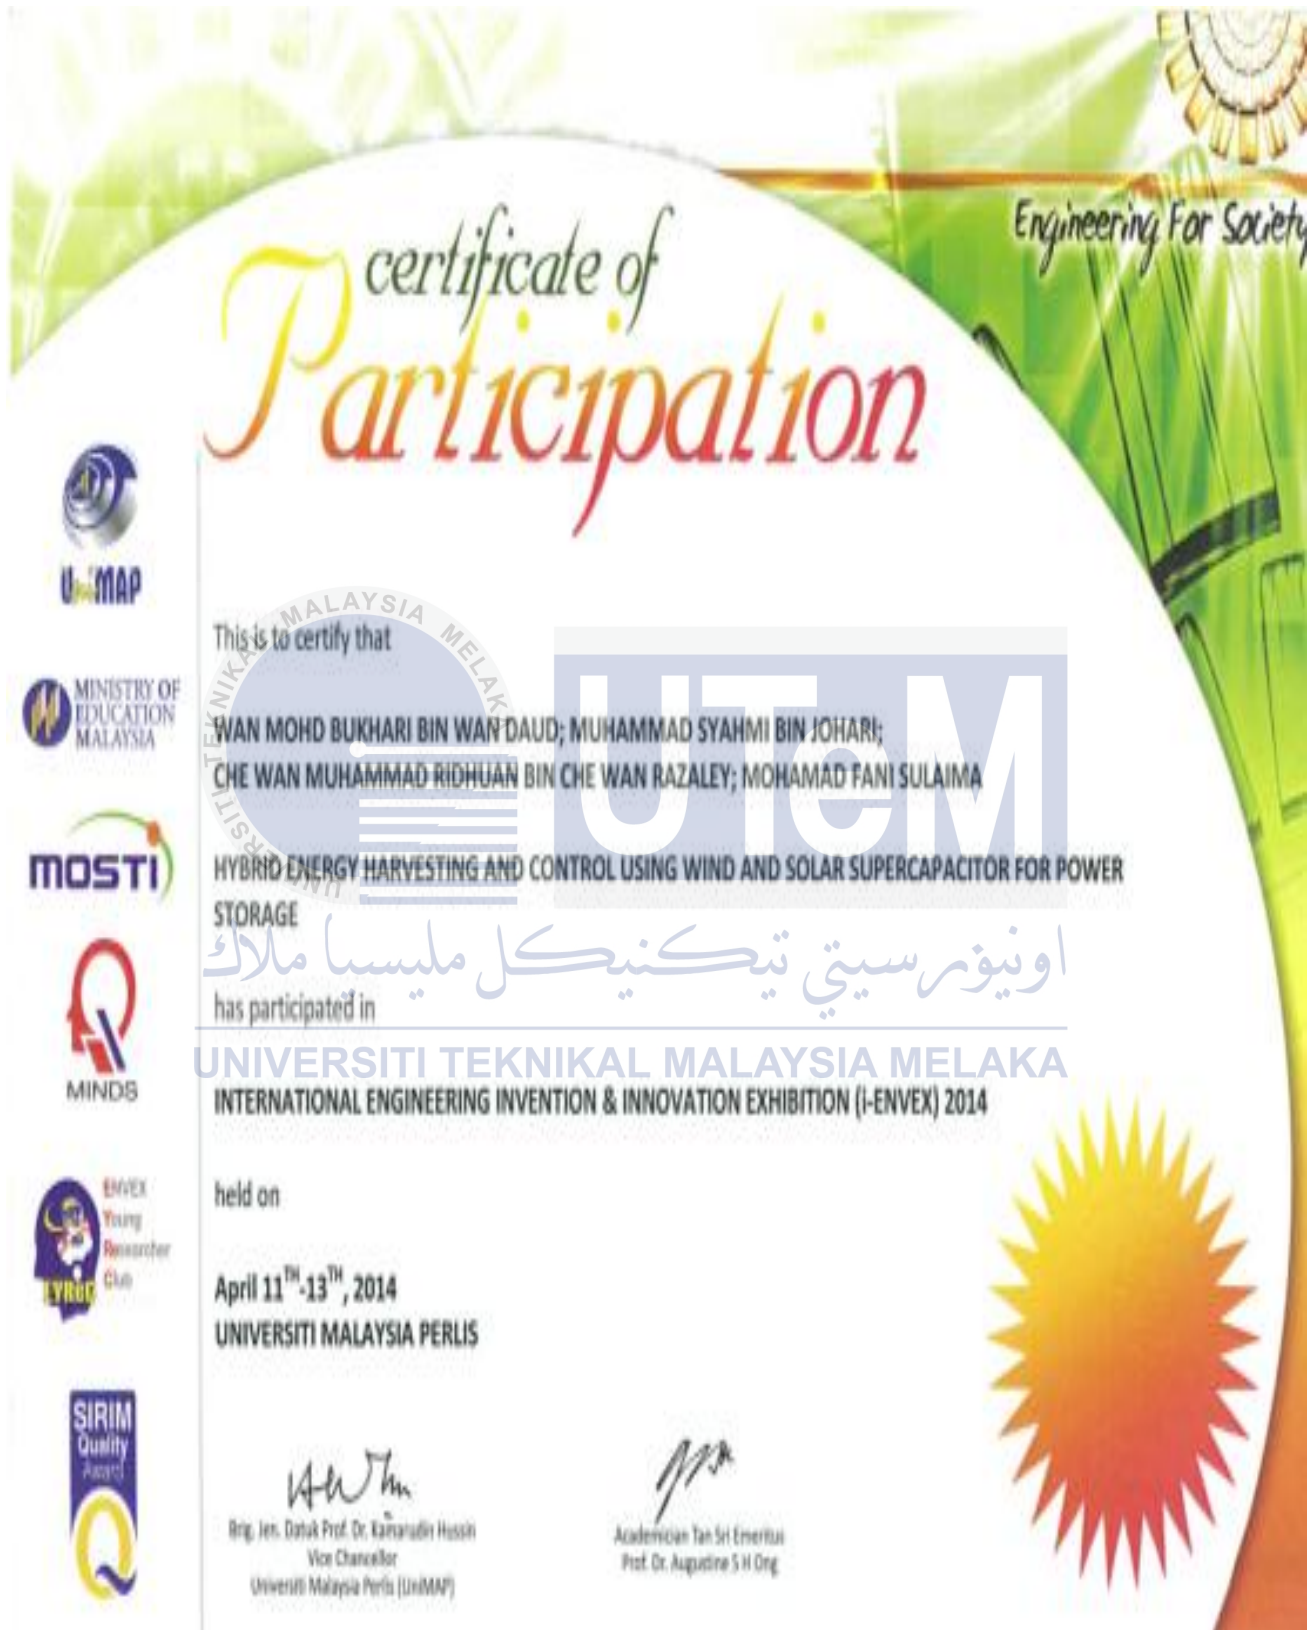 Engineering For Society
certificate of
Participation
UniMAP
MINISTRY OF
EDUCATION
MALAYSIA
MOSTI
MINDS
ENVEX
Young
Researcher
Club
SIRIM
Quality
Award
This is to certify that
WAN MOHD BUKHARI BIN WAN DAUD; MUHAMMAD SYAHMI BIN JOHARI;
CHE WAN MUHAMMAD RIDHUAN BIN CHE WAN RAZALEY; MOHAMAD FANI SULAIMA
HYBRID ENERGY HARVESTING AND CONTROL USING WIND AND SOLAR SUPERCAPACITOR FOR POWER
STORAGE
has participated in
INTERNATIONAL ENGINEERING INVENTION & INNOVATION EXHIBITION (i-ENVEX) 2014
held on
April 11TH-13TH, 2014
UNIVERSITI MALAYSIA PERLIS
Brig. Jen. Datuk Prof. Dr. Kamarudin Hussin
Vice Chancellor
Universiti Malaysia Perlis (UniMAP)
Academician Tan Sri Emeritus
Prof. Dr. Augustine S H Ong
UNIVERSITI TEKNIKAL MALAYSIA MELAKA
UTeM
اونيۏرسيتي تيكنيكل مليسيا ملاك
UNIVERSITI TEKNIKAL MALAYSIA MELAKA